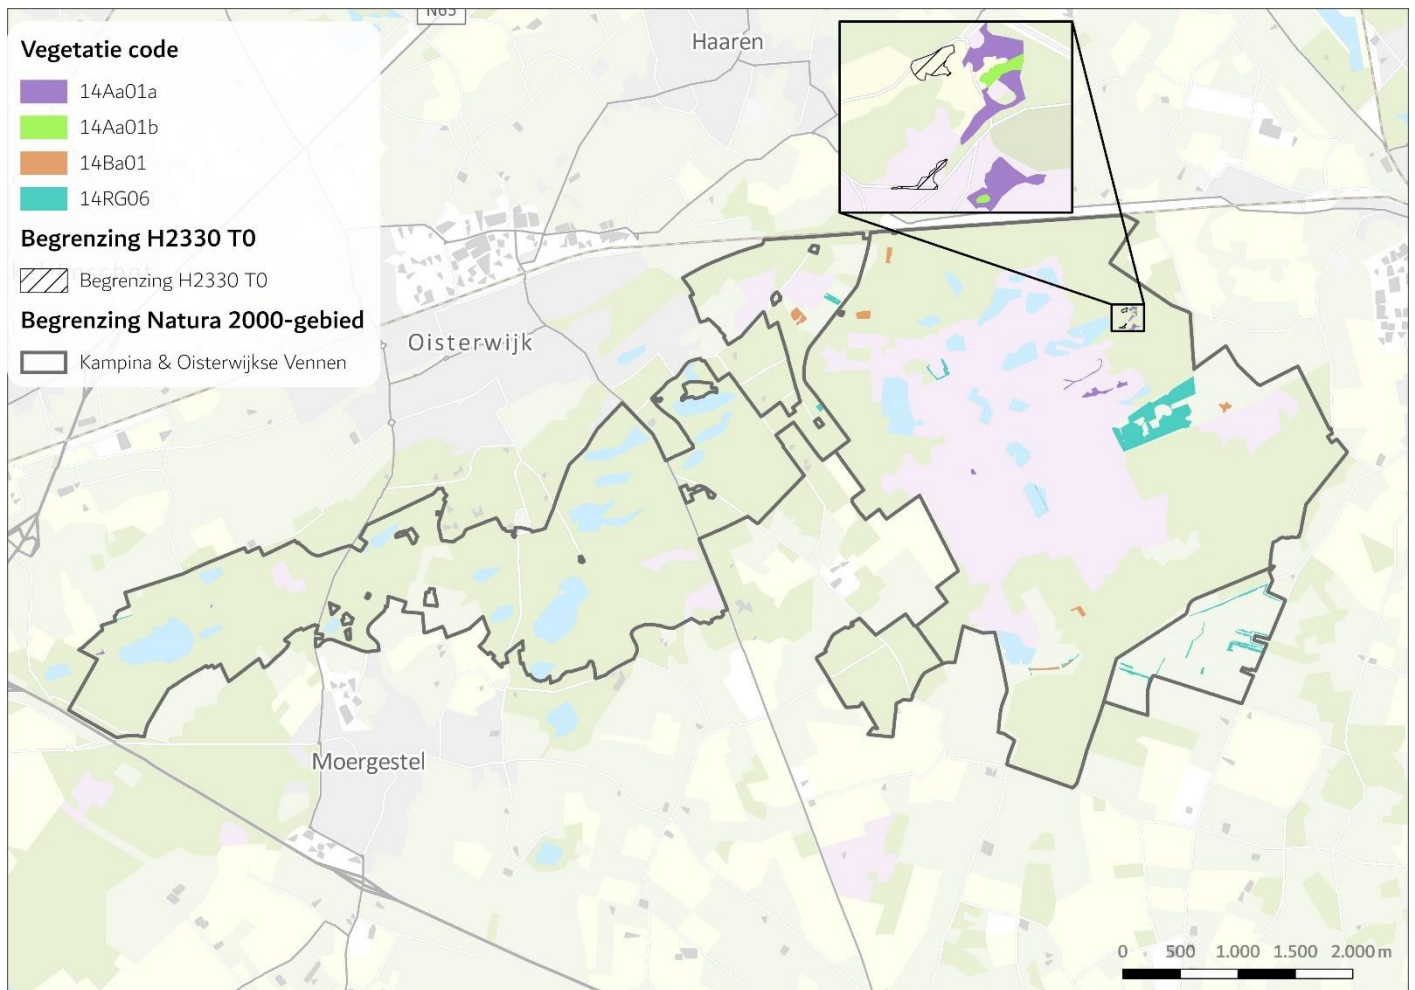 N65
Haaren
Vegetatie code
14Aa01a
14Aa01b
14Ba01
14RG06
Begrenzing H2330 T0
Begrenzing H2330 T0
Begrenzing Natura 2000-gebied
Kampina & Oisterwijkse Vennen
Oisterwijk
Moergestel
0 500 1.000 1.500 2.000 m